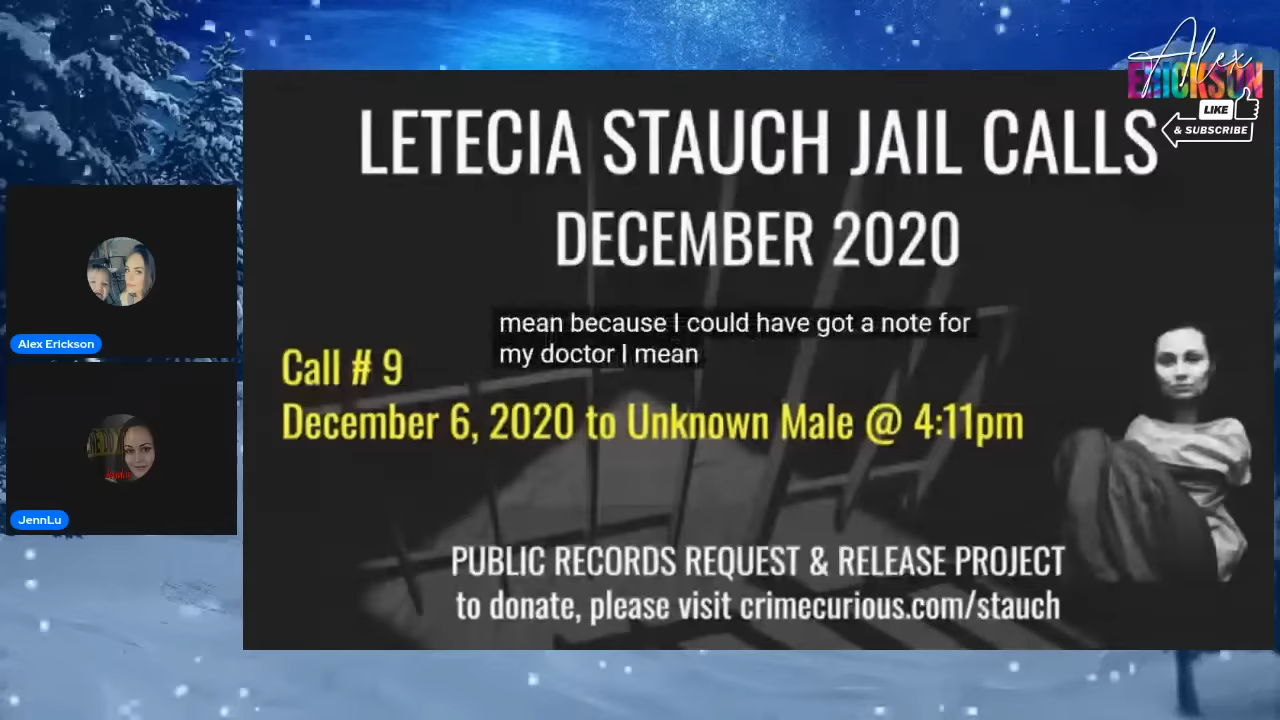 Alex
ERICKSON
LIKE
& SUBSCRIBE
LETECIA STAUCH JAIL CALLS
DECEMBER 2020
mean because I could have got a note for
my doctor I mean
Call # 9
December 6, 2020 to Unknown Male @ 4:11pm
Alex Erickson
JennLu
PUBLIC RECORDS REQUEST & RELEASE PROJECT
to donate, please visit crimecurious.com/stauch